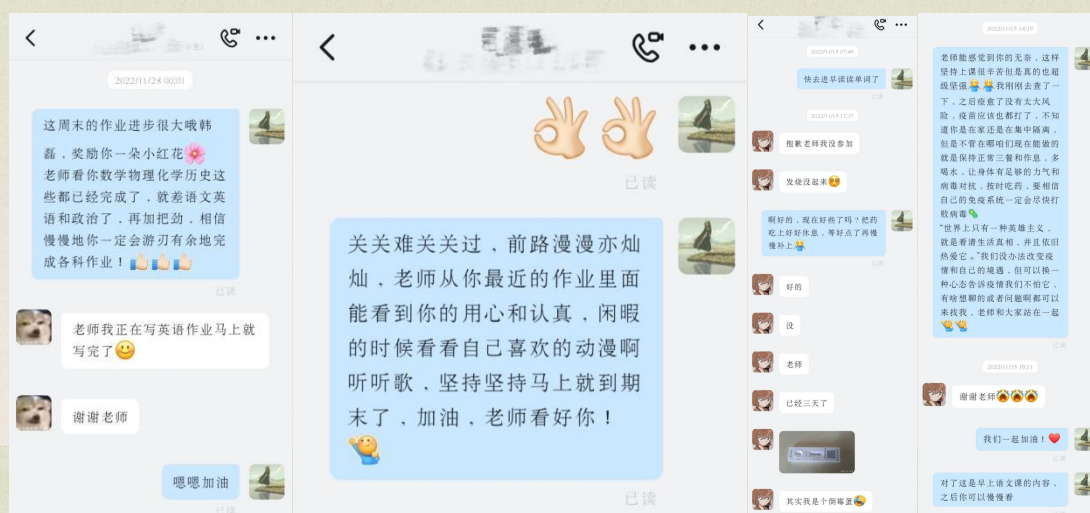 2022/11/28 00:01
这周末的作业进步很大哦韩
磊，奖励你一朵小红花🌸
老师看你数学物理化学历史这
些都已经完成了，就差语文英
语和政治了，再加把劲，相信
慢慢地你一定会游刃有余地完
成各科作业！👍🏻👍🏻👍🏻
已读
老师我正在写英语作业马上就
写完了🙂
谢谢老师
嗯嗯加油
已读
👌🏻👌🏻
已读
关关难关关过，前路漫漫亦灿
灿，老师从你最近的作业里面
能看到你的用心和认真，闲暇
的时候看看自己喜欢的动漫啊
听听歌，坚持坚持马上就到期
末了，加油，老师看好你！
已读
快去进早读读单词了
已读
2022/11/15 17:37
抱歉老师我没参加
发烧没起来
啊好的，现在好些了吗？把药
吃上好好休息，等好点了再慢
慢补上
已读
好的
没
老师
已经三天了
其实我是个倒霉蛋
老师能感觉到你的无奈，这样
坚持上课很辛苦但是真的也超
级坚强我刚刚去查了一
下，之后痊愈了没有太大风
险，疫苗应该也都打了，不知
道你是在家还是在集中隔离，
但是不管在哪咱们现在能做的
就是保持正常三餐和作息，多
喝水，让身体有足够的力气和
病毒对抗，按时吃药，要相信
自己的免疫系统一定会尽快打
败病毒🦠
“世界上只有一种英雄主义，
就是看清生活真相，并且依旧
热爱它。”我们没办法改变疫
情和自己的境遇，但可以换一
种心态告诉疫情我们不怕它，
有啥想聊的或者问题啊都可以
来找我，老师和大家站在一起
已读
2022/11/15 19:11
谢谢老师
我们一起加油！❤️
已读
对了这是早上语文课的内容，
之后你可以慢慢看